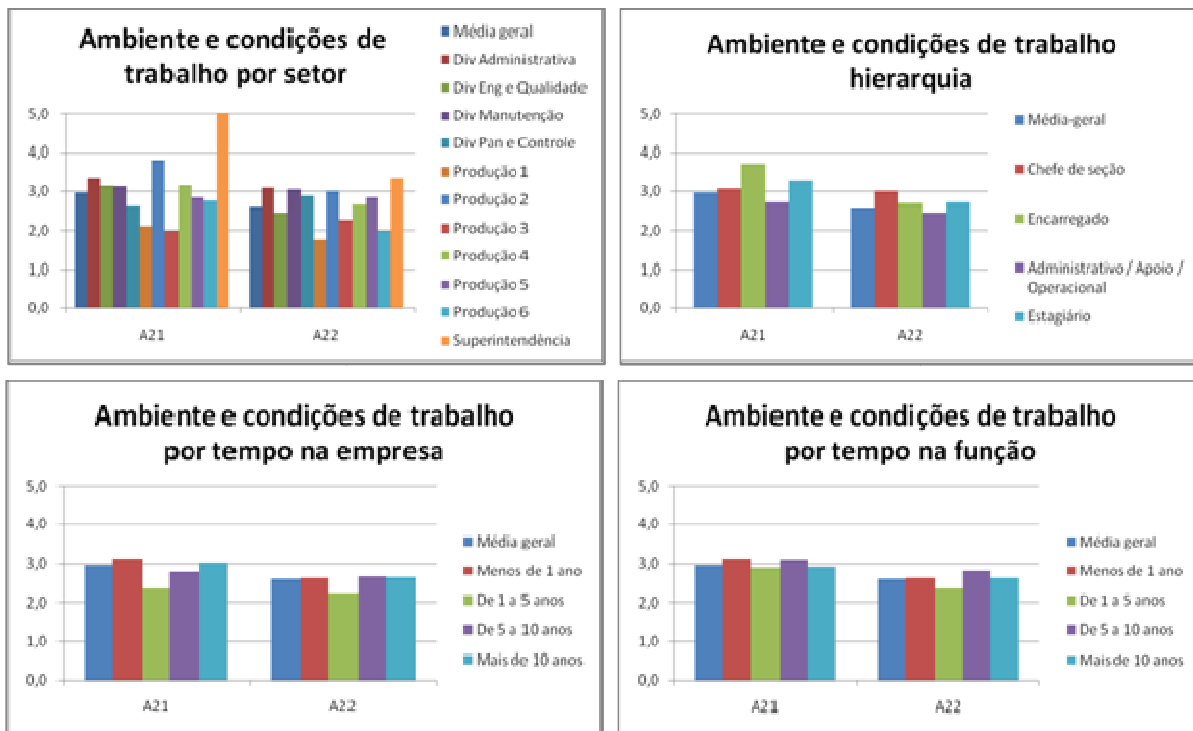 Ambiente e condições de
trabalho por setor
5,0
4,0
3,0
2,0
1,0
0,0
A21
A22
Média geral
Div Administrativa
Div Eng e Qualidade
Div Manutenção
Div Pan e Controle
Produção 1
Produção 2
Produção 3
Produção 4
Produção 5
Produção 6
Superintendência
Ambiente e condições de trabalho
hierarquia
5,0
4,0
3,0
2,0
1,0
0,0
A21
A22
Média-geral
Chefe de seção
Encarregado
Administrativo / Apoio /
Operacional
Estagiário
Ambiente e condições de trabalho
por tempo na empresa
5,0
4,0
3,0
2,0
1,0
0,0
A21
A22
Média geral
Menos de 1 ano
De 1 a 5 anos
De 5 a 10 anos
Mais de 10 anos
Ambiente e condições de trabalho
por tempo na função
5,0
4,0
3,0
2,0
1,0
0,0
A21
A22
Média geral
Menos de 1 ano
De 1 a 5 anos
De 5 a 10 anos
Mais de 10 anos